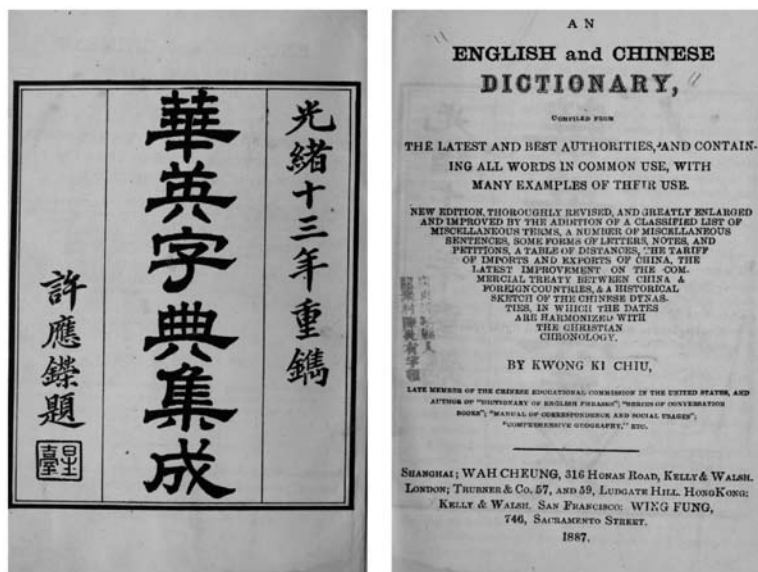 光緒十三年重鐫
華英字典集成
許應鑅題
星臺
AN
ENGLISH and CHINESE
DICTIONARY,
COMPILED FROM
THE LATEST AND BEST AUTHORITIES, AND CONTAIN-
ING ALL WORDS IN COMMON USE, WITH
MANY EXAMPLES OF THEIR USE.
NEW EDITION, THOROUGHLY REVISED, AND GREATLY ENLARGED
AND IMPROVED BY THE ADDITION OF A CLASSIFIED LIST OF
MISCELLANEOUS TERMS, A NUMBER OF MISCELLANEOUS
SENTENCES, SOME FORMS OF LETTERS, NOTES, AND
PETITIONS, A TABLE OF DISTANCES, THE TARIFF
OF IMPORTS AND EXPORTS OF CHINA, THE
LATEST IMPROVEMENT ON THE COM-
MERCIAL TREATY BETWEEN CHINA &
FOREIGN COUNTRIES, & A HISTORICAL
SKETCH OF THE CHINESE DYNAS-
TIES, IN WHICH THE DATES
ARE HARMONIZED WITH
THE CHRISTIAN
CHRONOLOGY.
BY KWONG KI CHIU,
LATE MEMBER OF THE CHINESE EDUCATIONAL COMMISSION IN THE UNITED STATES, AND
AUTHOR OF "DICTIONARY OF ENGLISH PHRASES"; "SERIES OF CONVERSATION
BOOKS"; "MANUAL OF CORRESPONDENCE AND SOCIAL USAGES";
"COMPREHENSIVE GEOGRAPHY," ETC.
SHANGHAI; WAH CHEUNG, 316 HONAN ROAD, KELLY & WALSH.
LONDON; TRURNER & CO. 57, AND 59, LUDGATE HILL. HONGKONG:
KELLY & WALSH. SAN FRANCISCO: WING FUNG,
746, SACRAMENTO STREET.
1887.